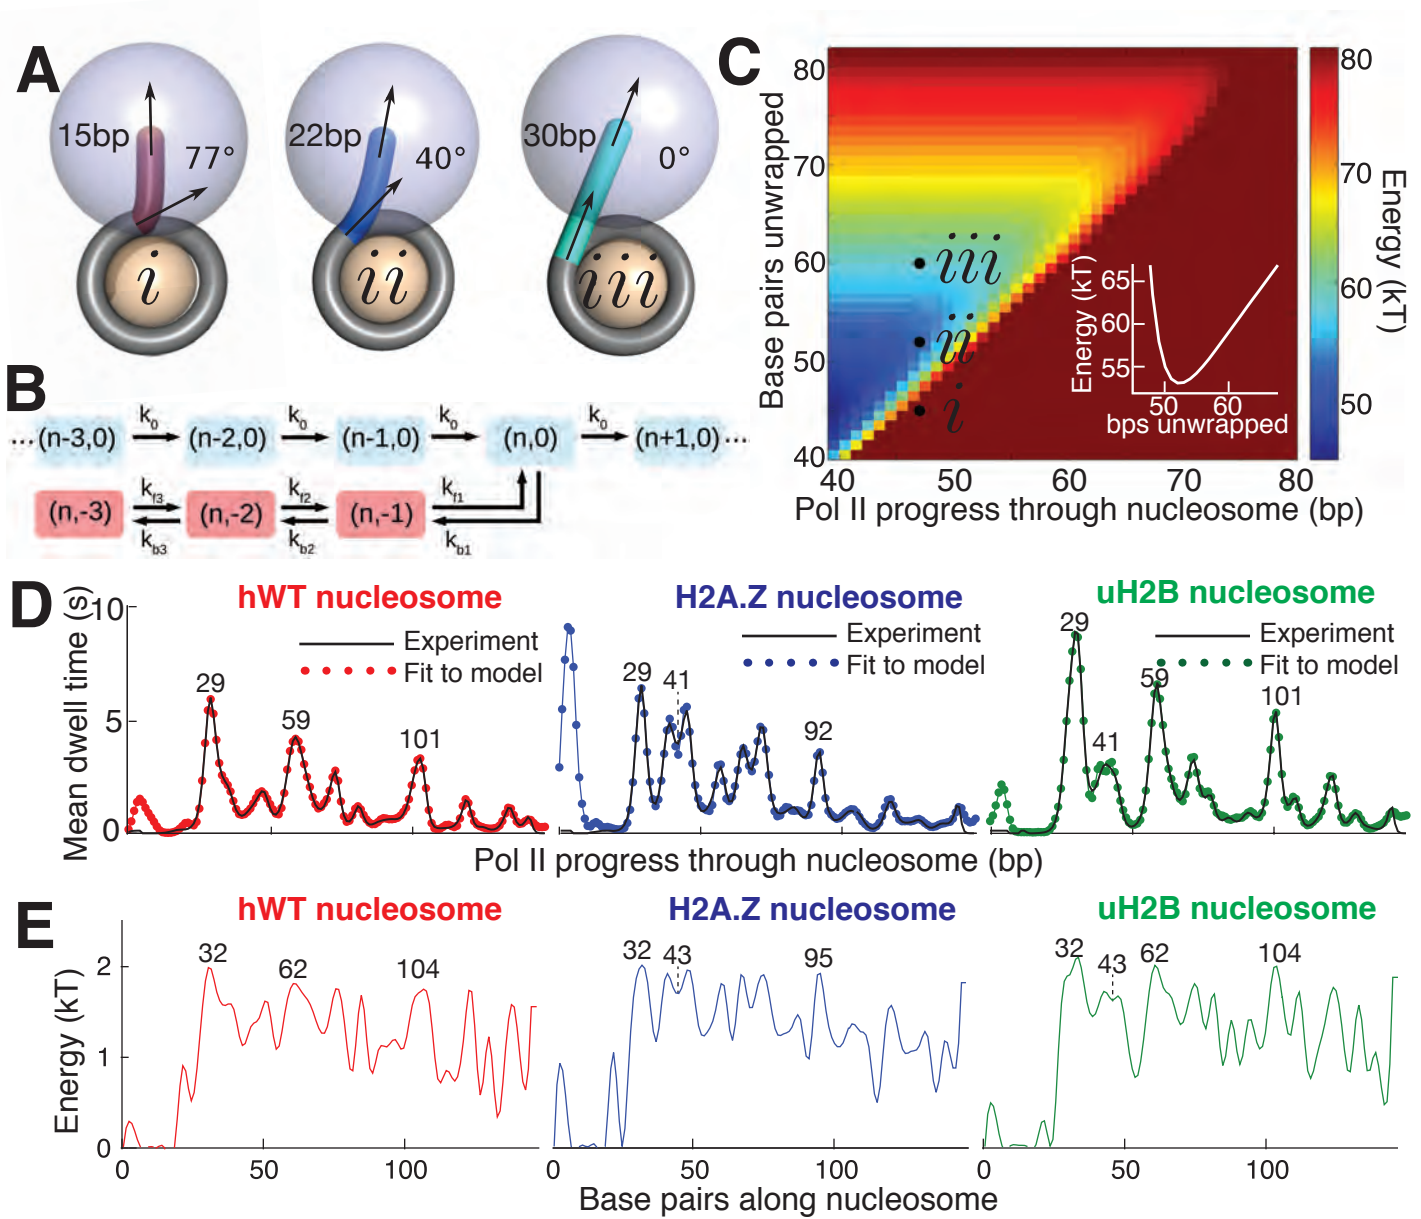 A
15bp
77°
i
22bp
40°
ii
30bp
0°
iii
B
k₀ k₀ k₀ k₀
...(n-3,0) (n-2,0) (n-1,0) (n,0) (n+1,0)...
k_f3 k_f2 k_f1
(n,-3) (n,-2) (n,-1)
k_b3 k_b2 k_b1
C
Base pairs unwrapped
80
70
60
50
40
iii
ii
i
40 50 60 70 80
Pol II progress through nucleosome (bp)
Energy (kT)
65
60
55
50 60
bps unwrapped
80
70
60
50
Energy (kT)
D
Mean dwell time (s)
10
5
0
hWT nucleosome
Experiment
Fit to model
29
59
101
H2A.Z nucleosome
Experiment
Fit to model
29
41
92
uH2B nucleosome
Experiment
Fit to model
29
41
59
101
Pol II progress through nucleosome (bp)
E
Energy (kT)
2
1
0
hWT nucleosome
32
62
104
0 50 100
H2A.Z nucleosome
32
43
95
0 50 100
uH2B nucleosome
32
43
62
104
0 50 100
Base pairs along nucleosome